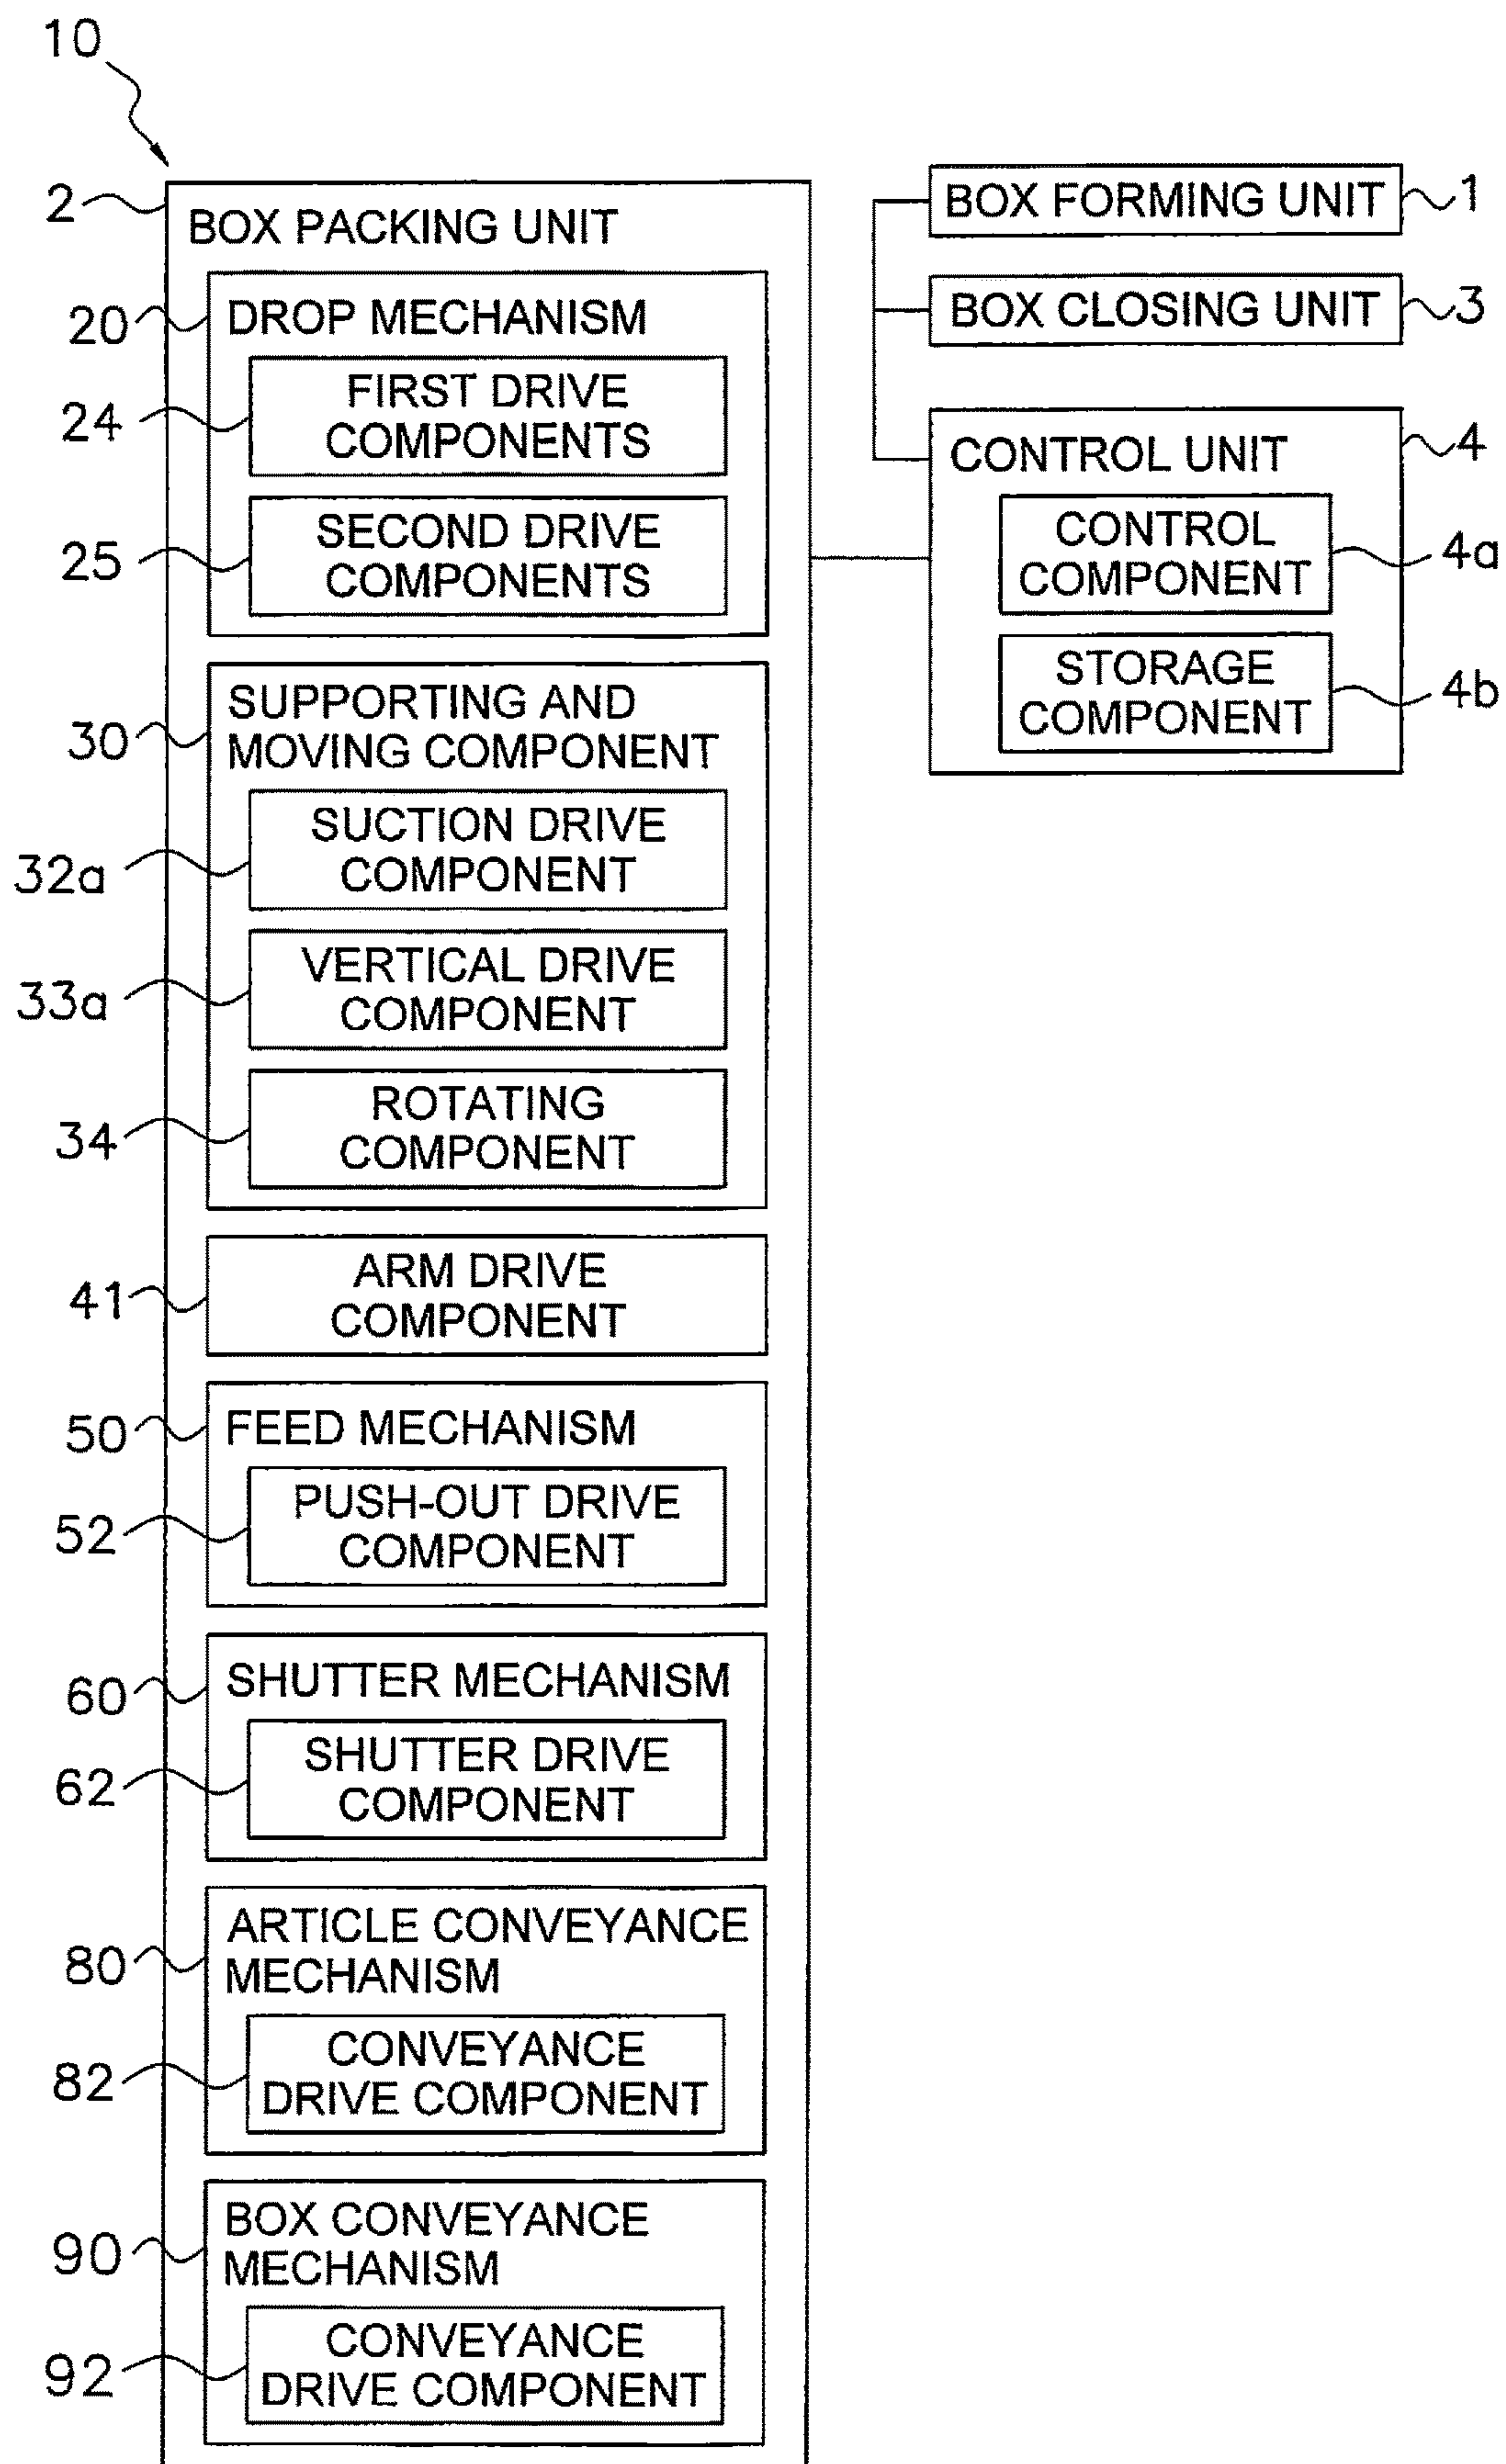 10
2
BOX PACKING UNIT
20
DROP MECHANISM
24
FIRST DRIVE
COMPONENTS
25
SECOND DRIVE
COMPONENTS
30
SUPPORTING AND
MOVING COMPONENT
32a
SUCTION DRIVE
COMPONENT
33a
VERTICAL DRIVE
COMPONENT
34
ROTATING
COMPONENT
41
ARM DRIVE
COMPONENT
50
FEED MECHANISM
52
PUSH-OUT DRIVE
COMPONENT
60
SHUTTER MECHANISM
62
SHUTTER DRIVE
COMPONENT
80
ARTICLE CONVEYANCE
MECHANISM
82
CONVEYANCE
DRIVE COMPONENT
90
BOX CONVEYANCE
MECHANISM
92
CONVEYANCE
DRIVE COMPONENT
BOX FORMING UNIT
1
BOX CLOSING UNIT
3
CONTROL UNIT
4
CONTROL
COMPONENT
4a
STORAGE
COMPONENT
4b